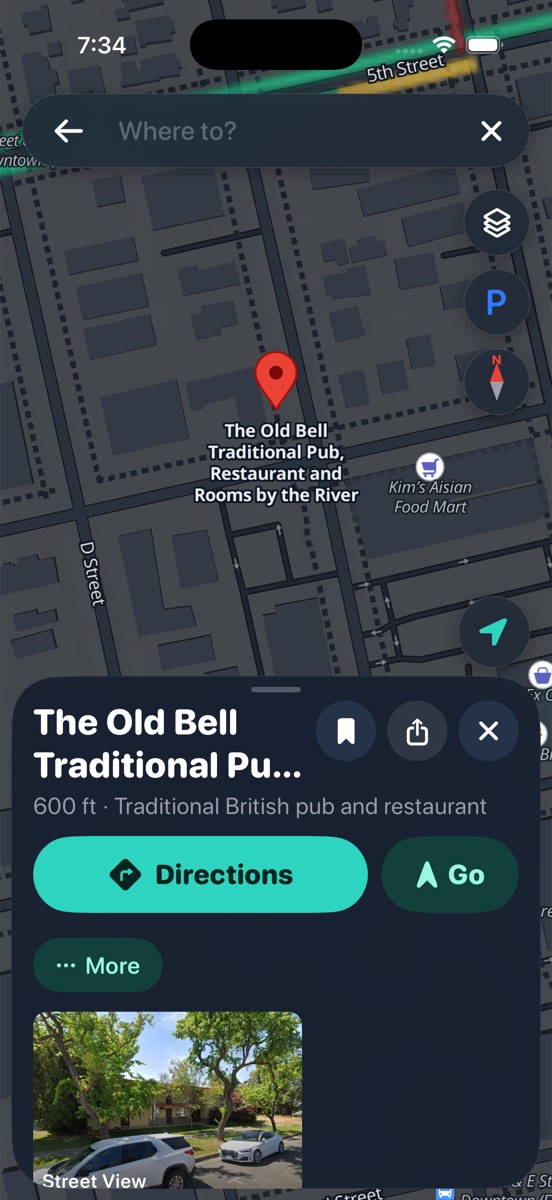 7:34
5th Street
Where to?
P
N
The Old Bell
Traditional Pub,
Restaurant and
Rooms by the River
Kim's Aisian
Food Mart
D Street
The Old Bell
Traditional Pu...
600 ft · Traditional British pub and restaurant
Directions
Go
··· More
Street View